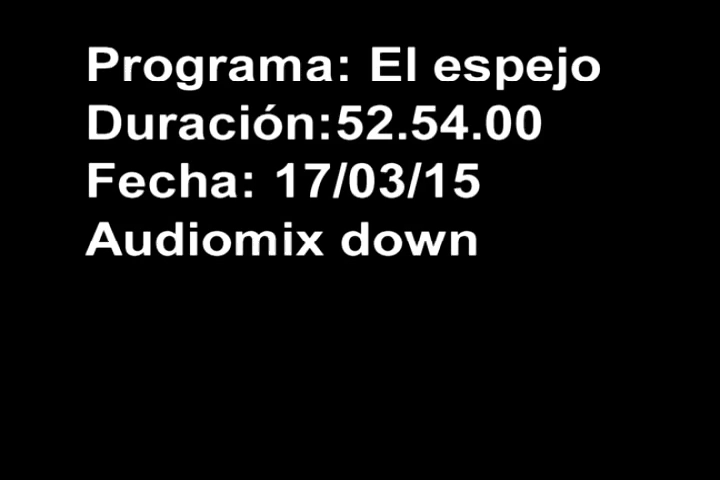 Programa: El espejo
Duración:52.54.00
Fecha: 17/03/15
Audiomix down